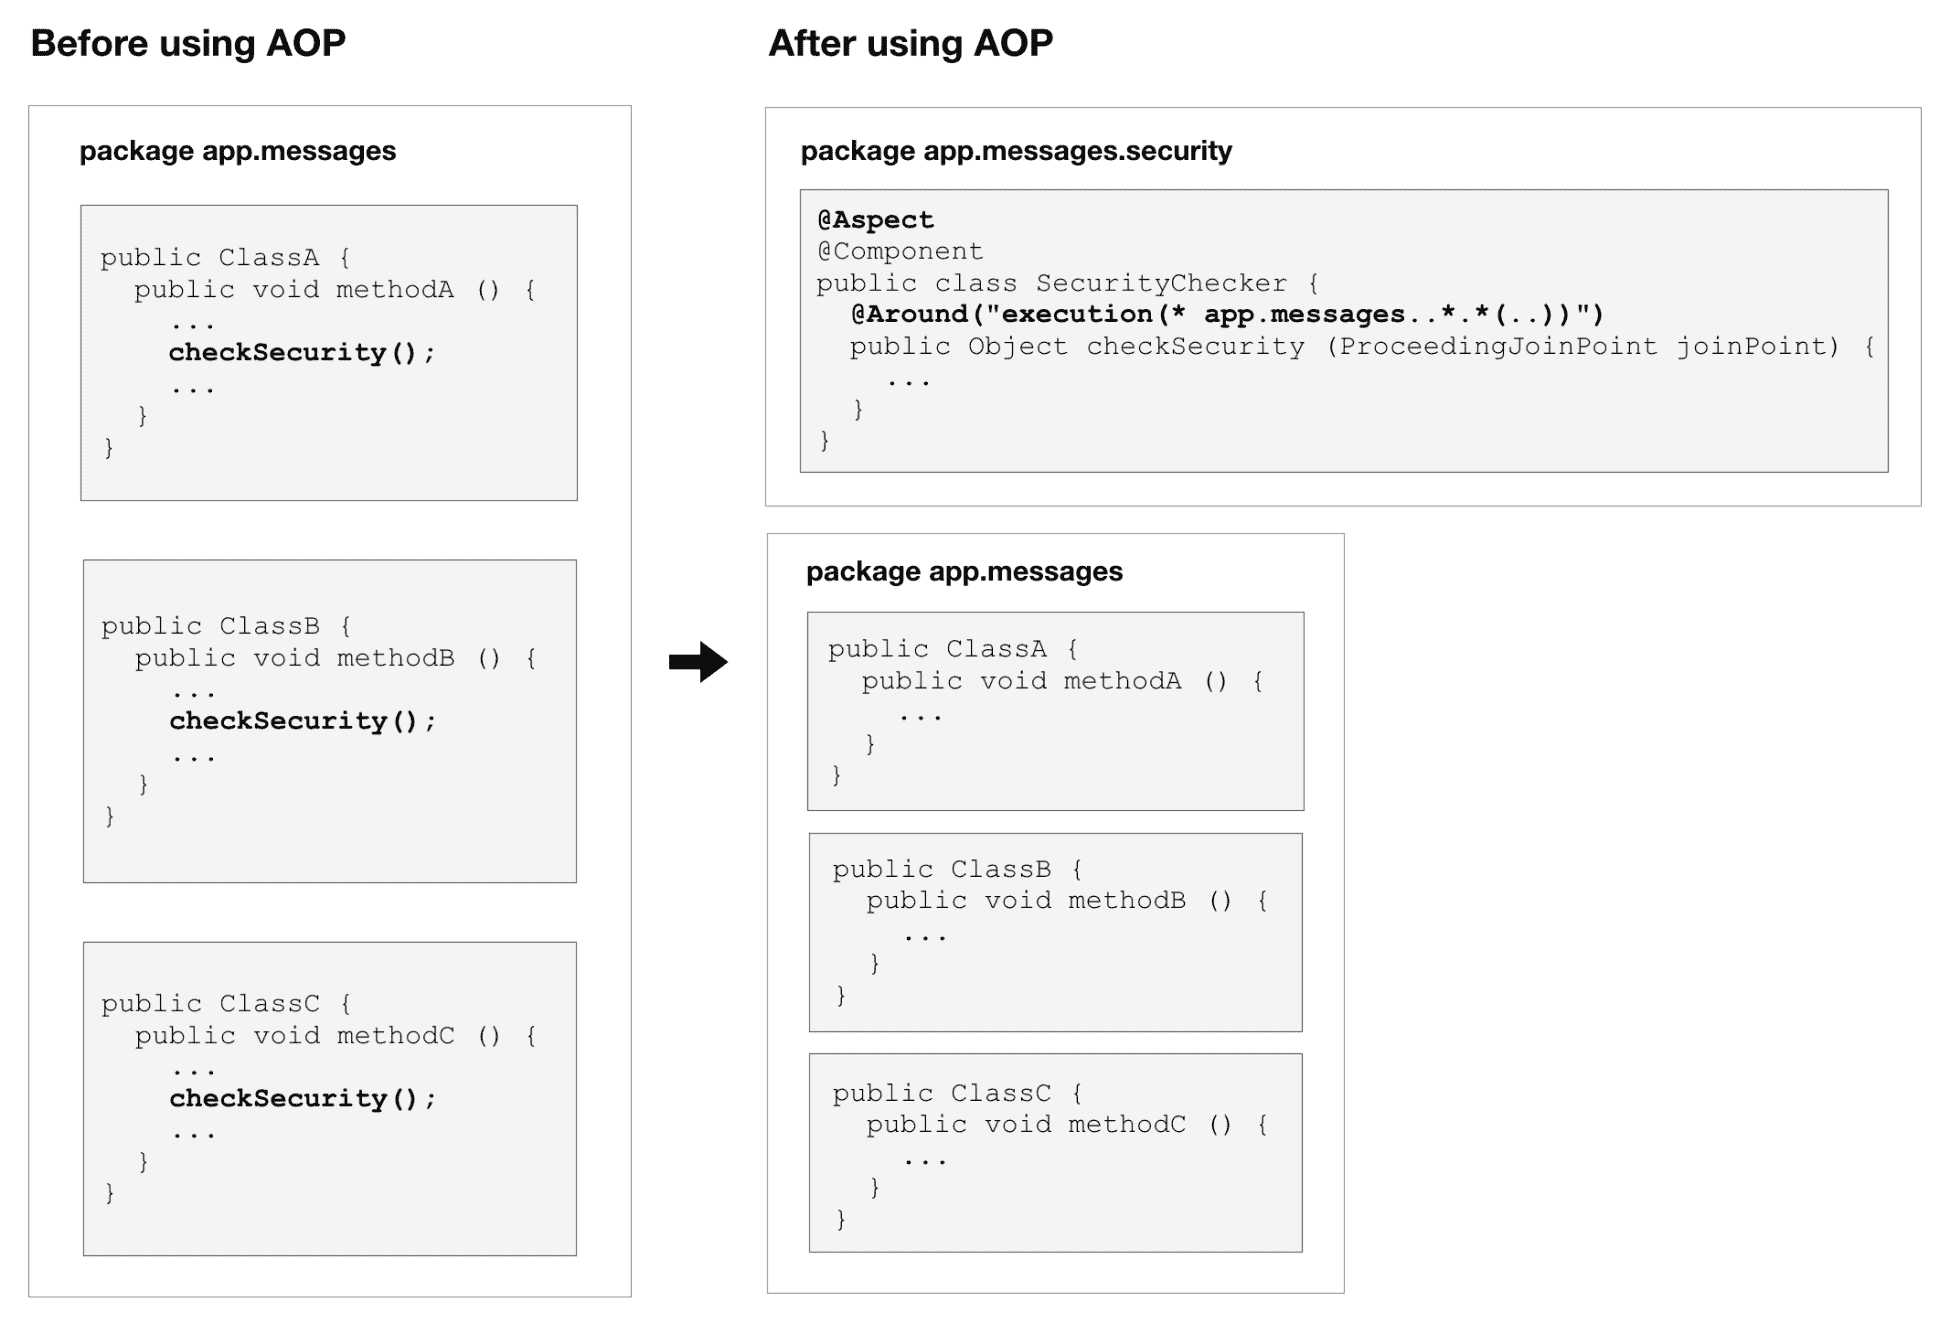 Before using AOP
package app.messages
public ClassA {
public void methodA () {
...
checkSecurity();
...
}
}
public ClassB {
public void methodB () {
...
checkSecurity();
...
}
}
public ClassC {
public void methodC () {
...
checkSecurity();
...
}
}
After using AOP
package app.messages.security
@Aspect
@Component
public class SecurityChecker {
@Around("execution(* app.messages..*.*(..))")
public Object checkSecurity (ProceedingJoinPoint joinPoint) {
...
}
}
package app.messages
public ClassA {
public void methodA () {
...
}
}
public ClassB {
public void methodB () {
...
}
}
public ClassC {
public void methodC () {
...
}
}